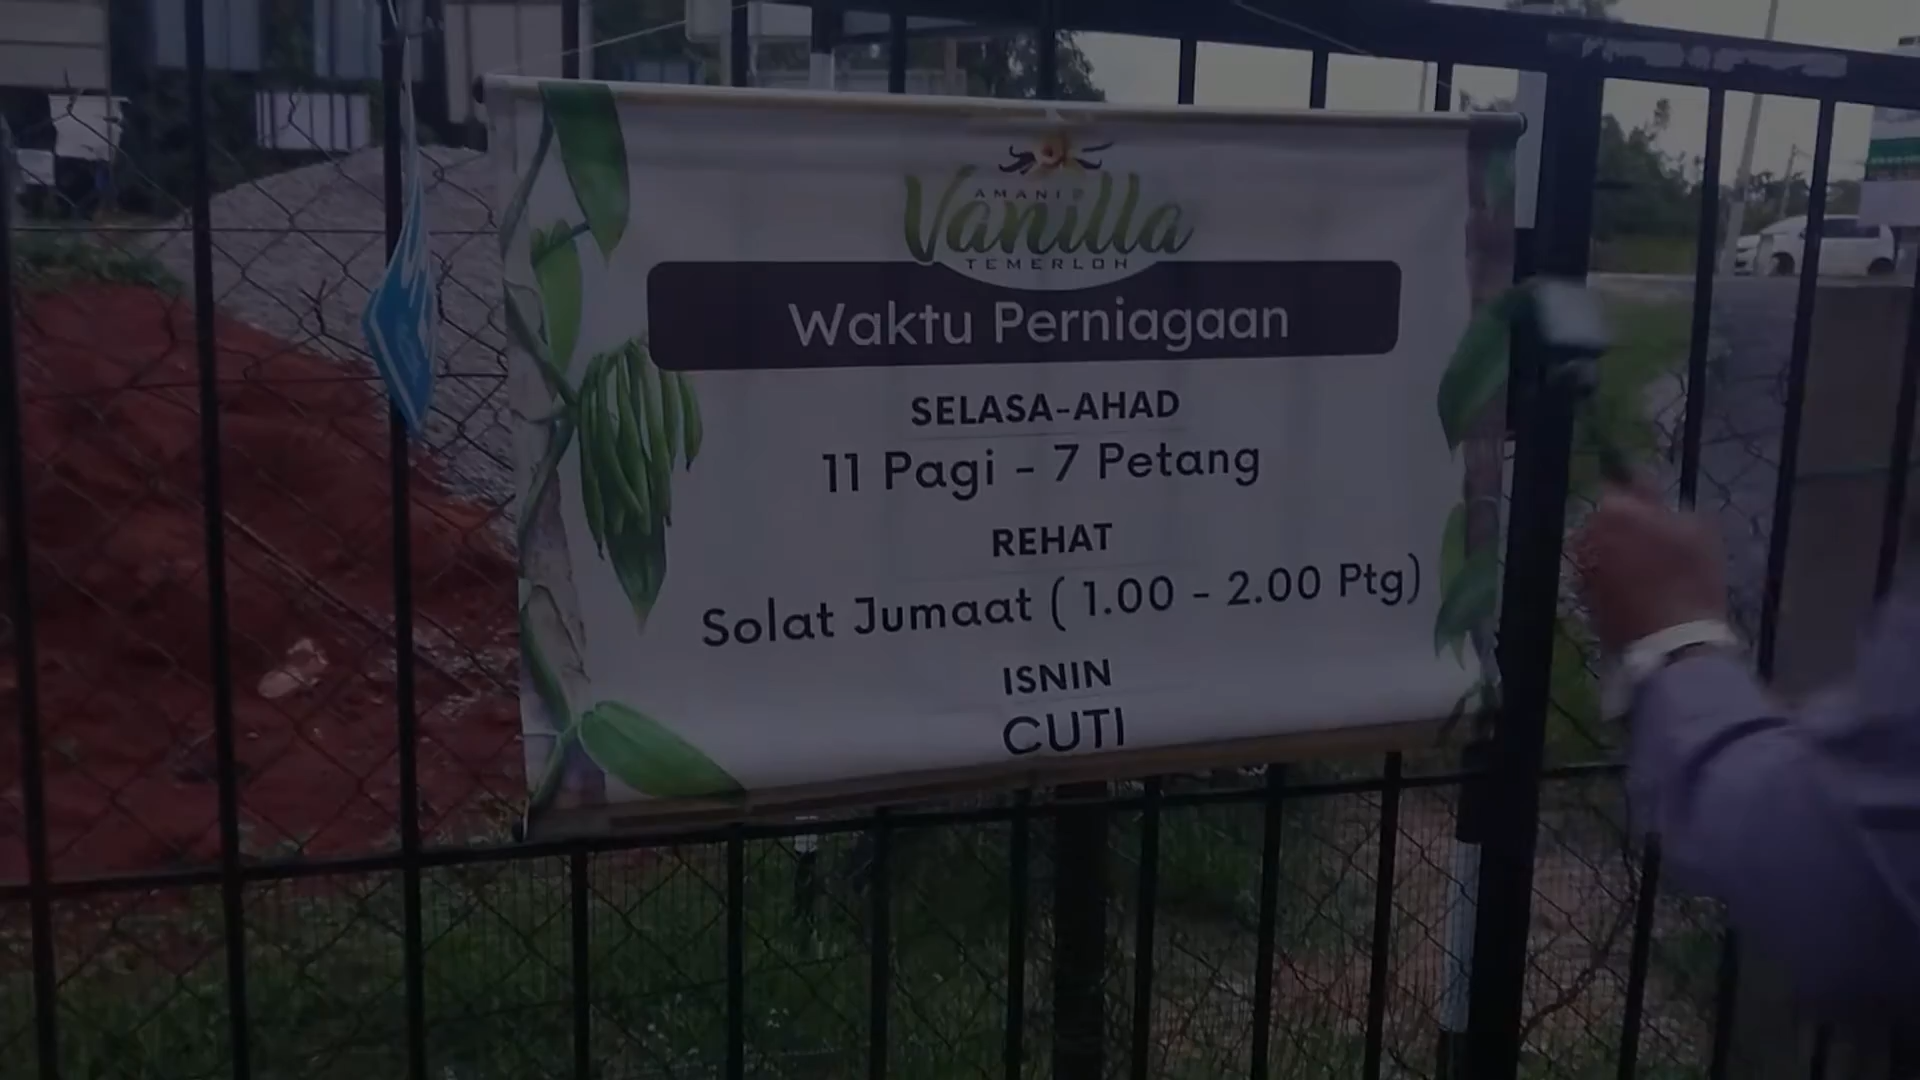 AMANI
Vanilla
TEMERLOH
Waktu Perniagaan
SELASA-AHAD
11 Pagi - 7 Petang
REHAT
Solat Jumaat ( 1.00 - 2.00 Ptg)
ISNIN
CUTI